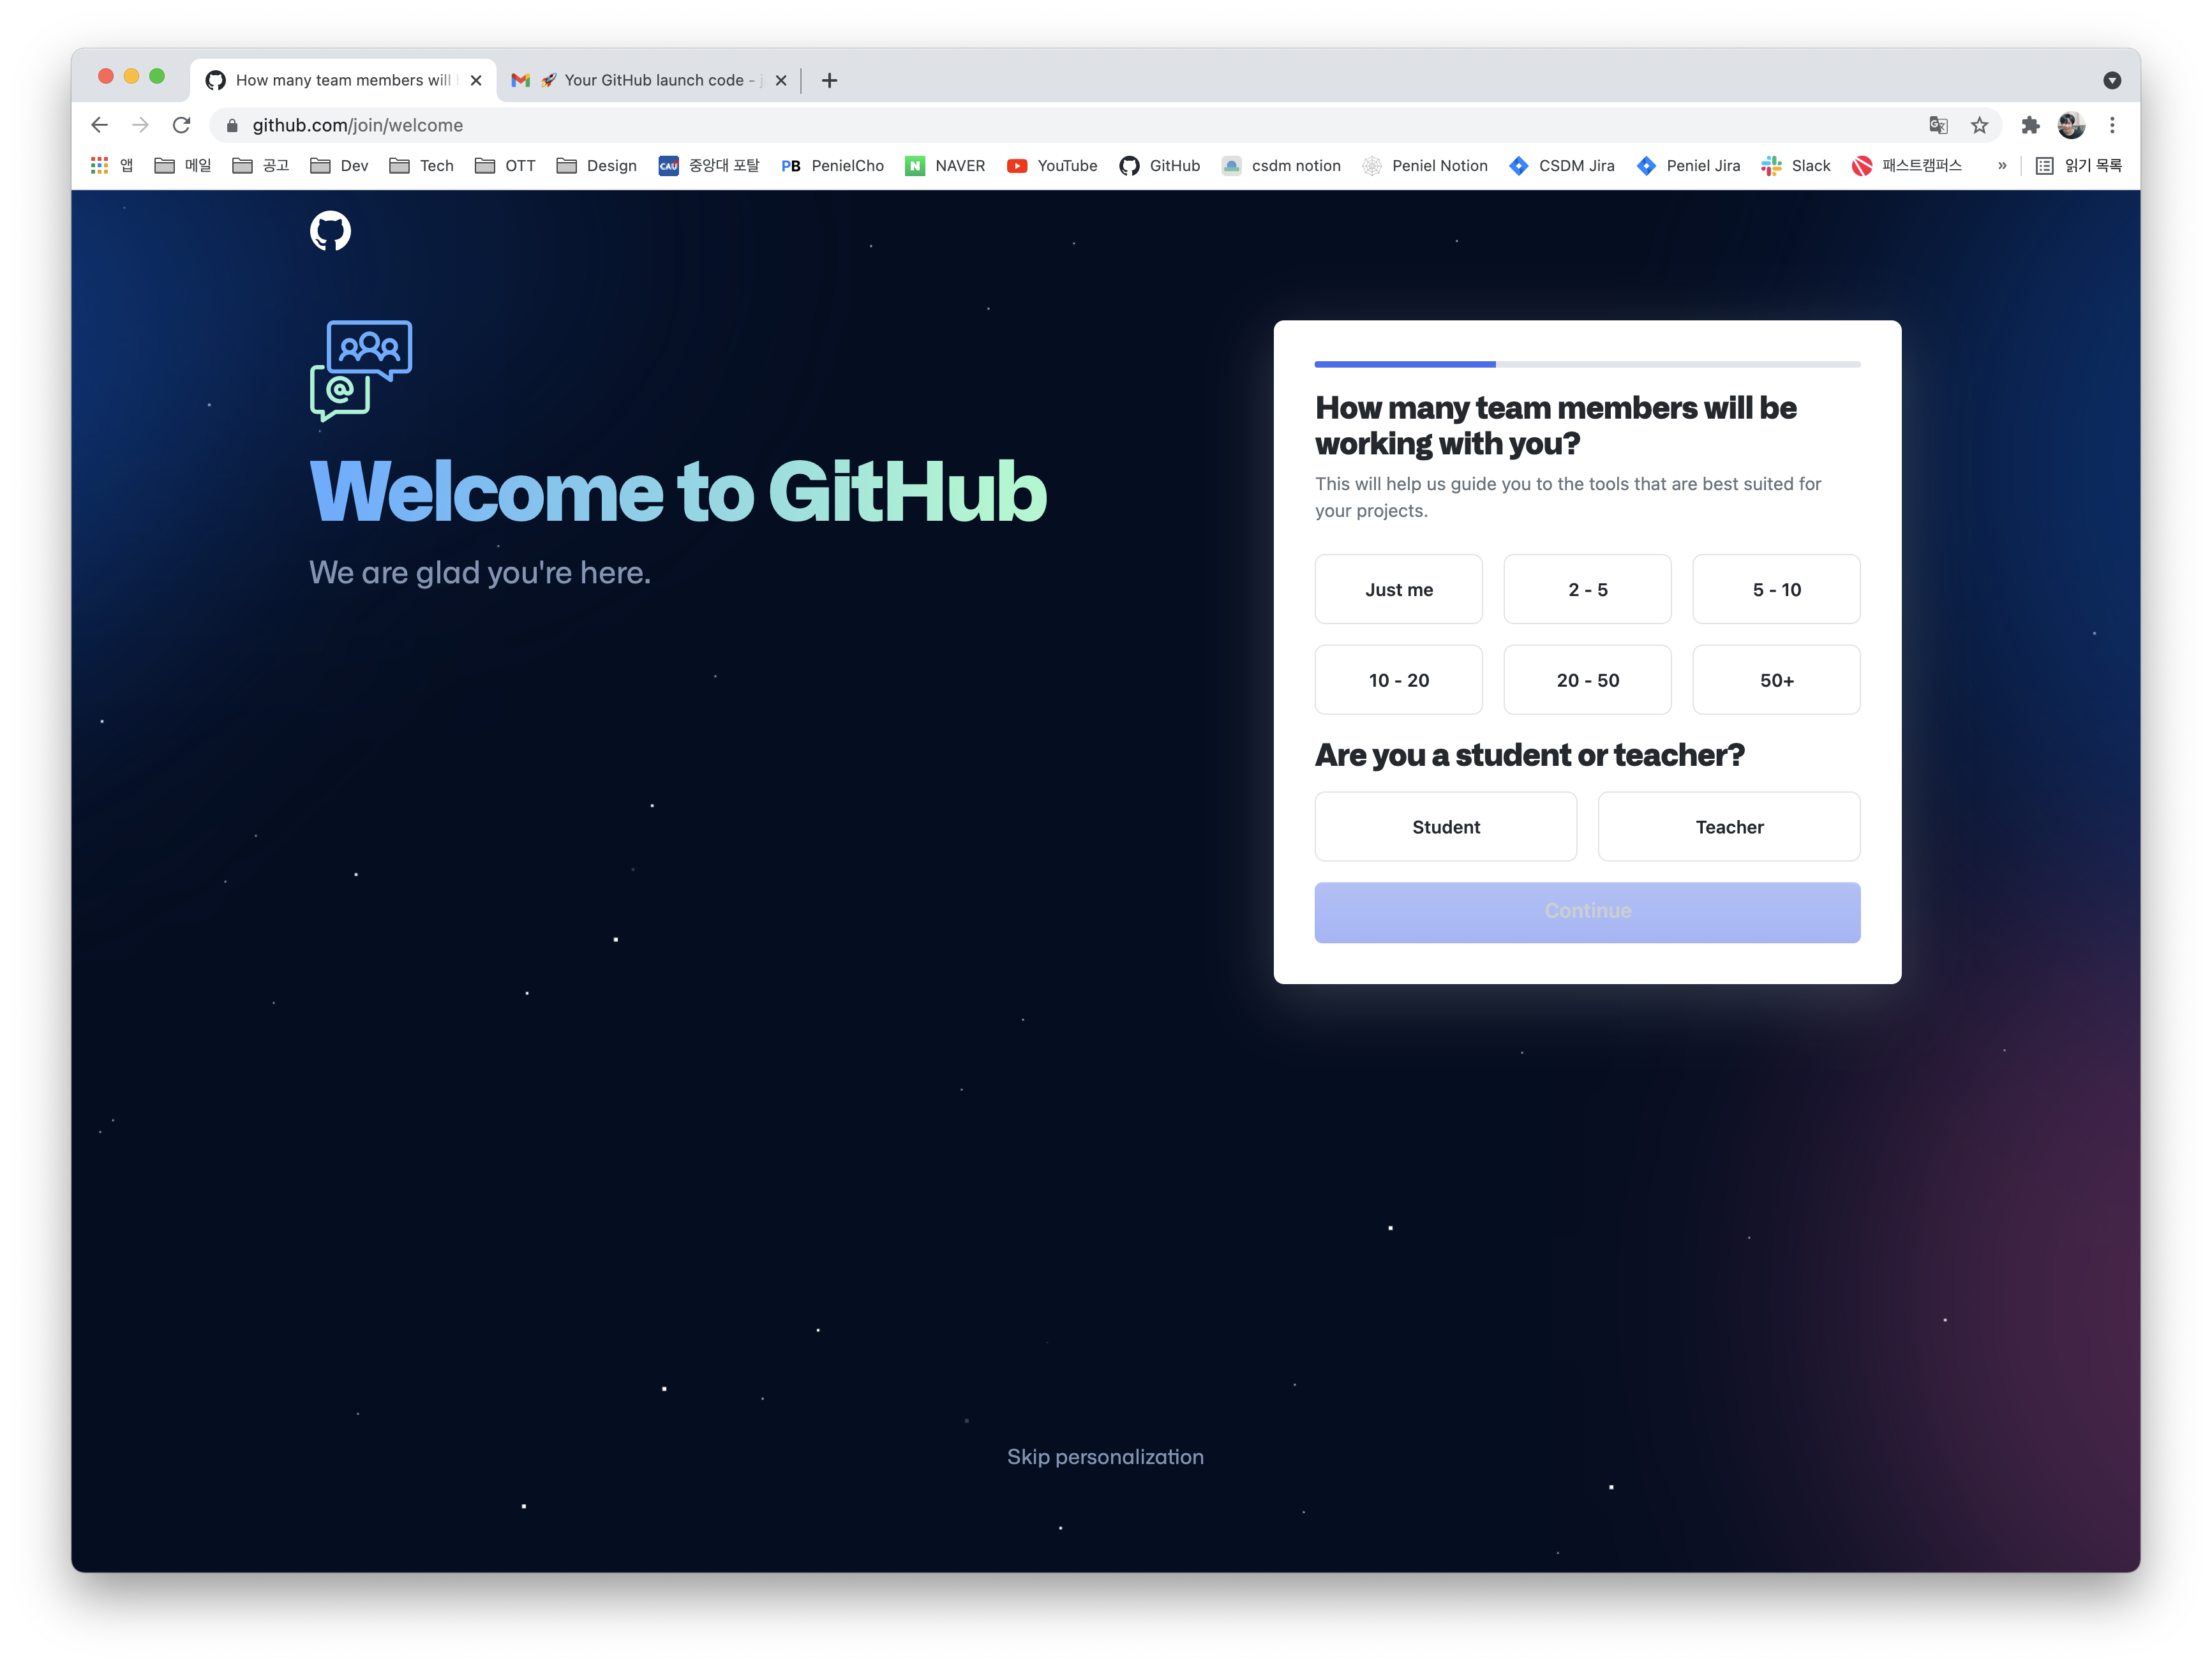 How many team members will
🚀 Your GitHub launch code -
github.com/join/welcome
앱
메일
공고
Dev
Tech
OTT
Design
CAU
중앙대 포탈
PB
PenielCho
N
NAVER
YouTube
GitHub
csdm notion
Peniel Notion
CSDM Jira
Peniel Jira
Slack
패스트캠퍼스
»
읽기 목록
@
Welcome to GitHub
We are glad you're here.
How many team members will be
working with you?
This will help us guide you to the tools that are best suited for
your projects.
Just me
2 - 5
5 - 10
10 - 20
20 - 50
50+
Are you a student or teacher?
Student
Teacher
Continue
Skip personalization